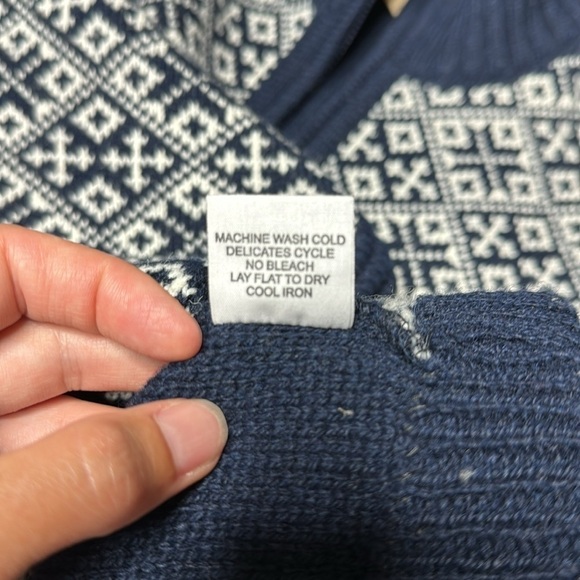 MACHINE WASH COLD
DELICATES CYCLE
NO BLEACH
LAY FLAT TO DRY
COOL IRON